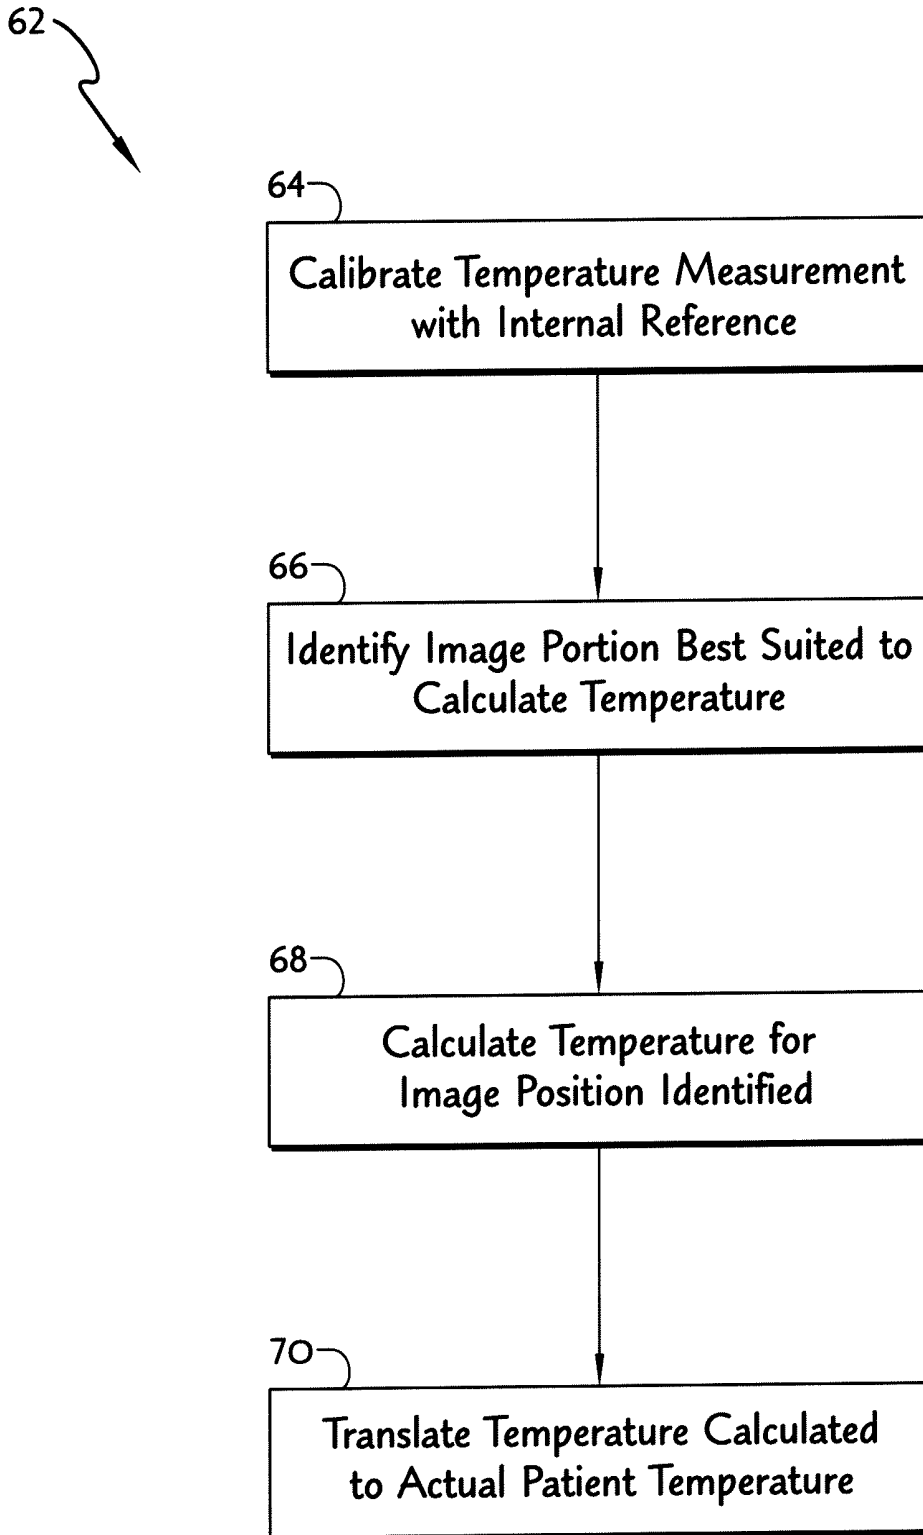 62
64
Calibrate Temperature Measurement
with Internal Reference
66
Identify Image Portion Best Suited to
Calculate Temperature
68
Calculate Temperature for
Image Position Identified
70
Translate Temperature Calculated
to Actual Patient Temperature